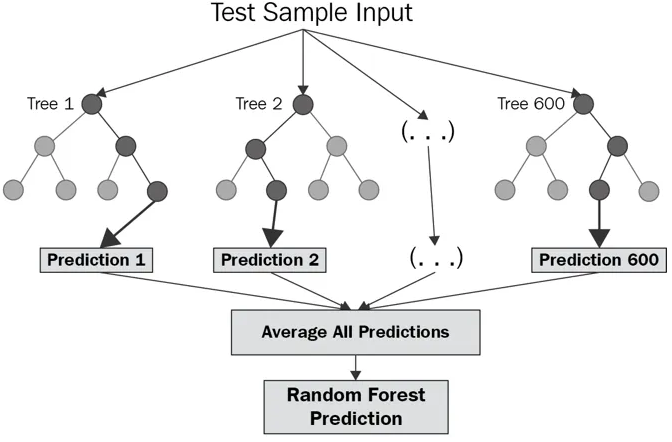 Test Sample Input
Tree 1
Tree 2
(. . .)
Tree 600
Prediction 1
Prediction 2
(. . .)
Prediction 600
Average All Predictions
Random Forest
Prediction